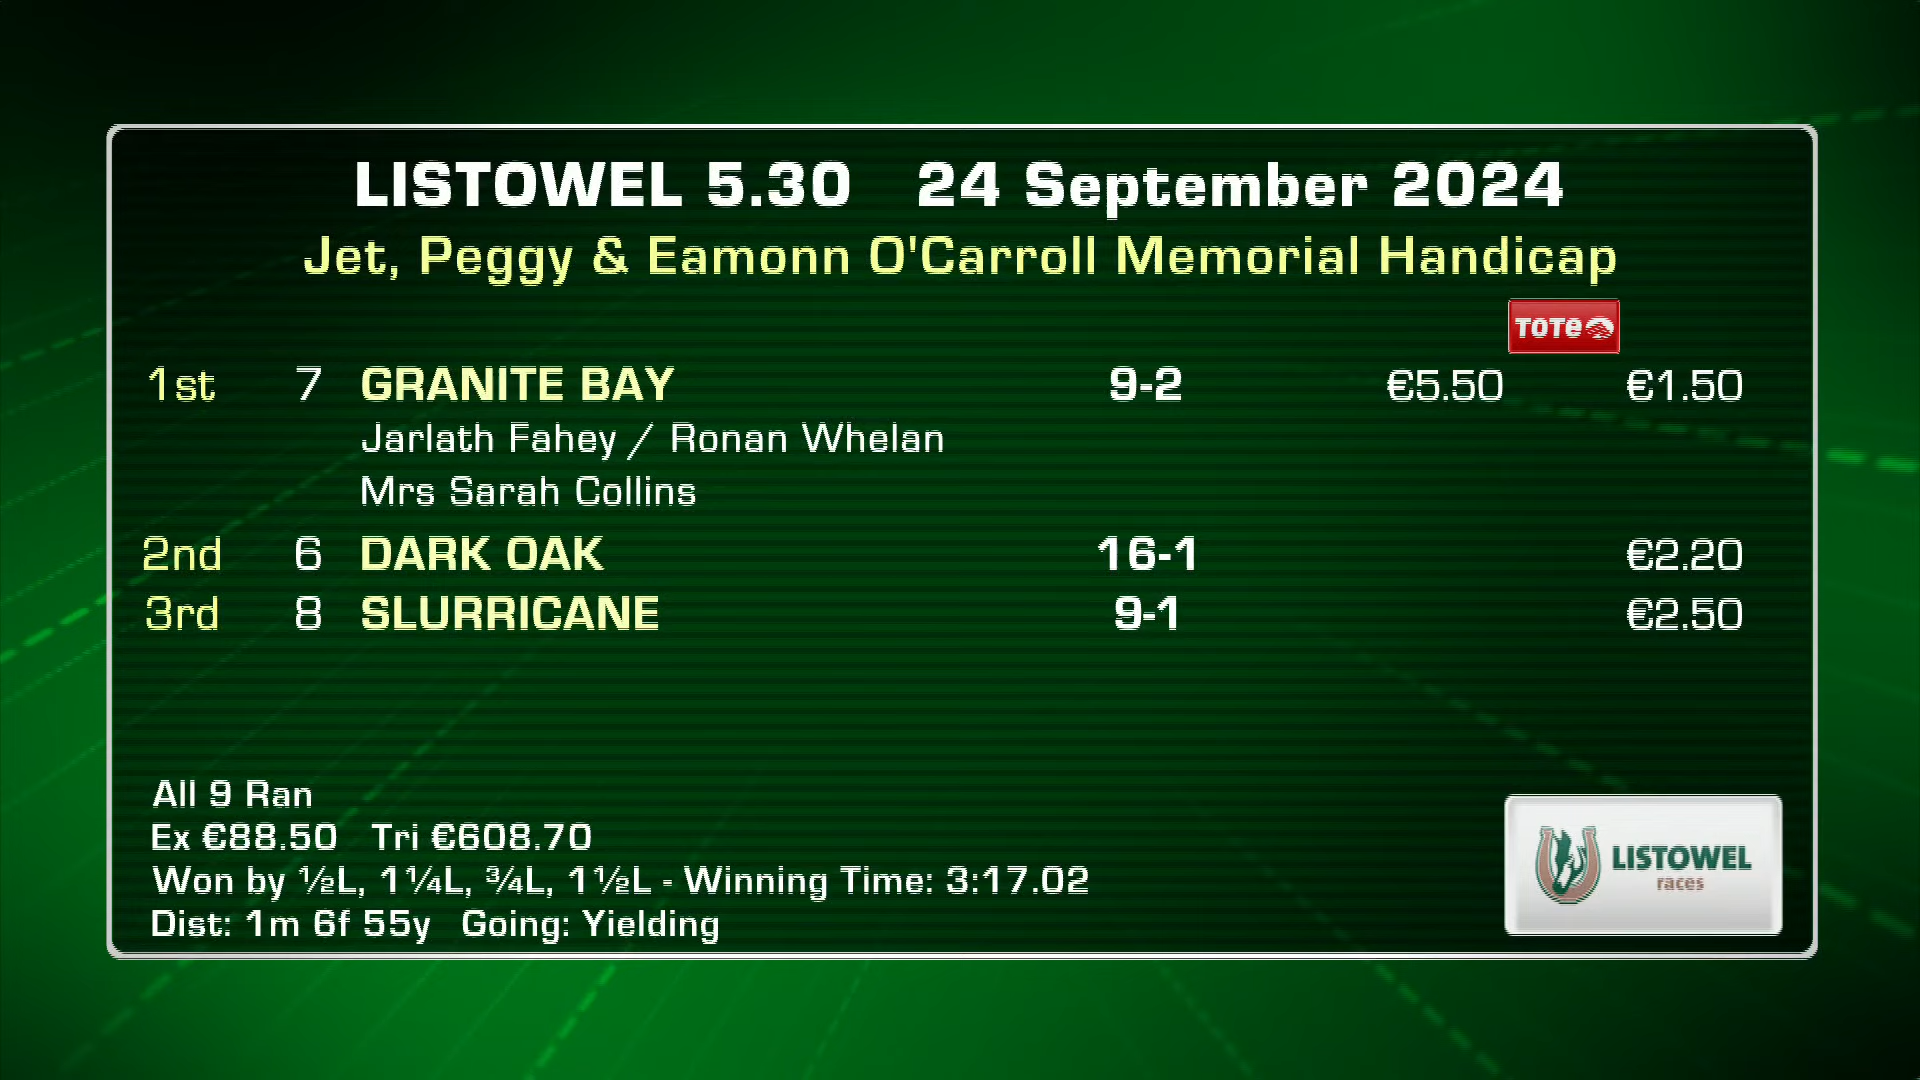 LISTOWEL 5.30 24 September 2024
Jet, Peggy & Eamonn O'Carroll Memorial Handicap
TOTE
1st 7 GRANITE BAY 9-2 €5.50 €1.50
Jarlath Fahey / Ronan Whelan
Mrs Sarah Collins
2nd 6 DARK OAK 16-1 €2.20
3rd 8 SLURRICANE 9-1 €2.50
All 9 Ran
Ex €88.50 Tri €608.70
Won by ½L, 1¼L, ¾L, 1½L - Winning Time: 3:17.02
Dist: 1m 6f 55y Going: Yielding
LISTOWEL
races